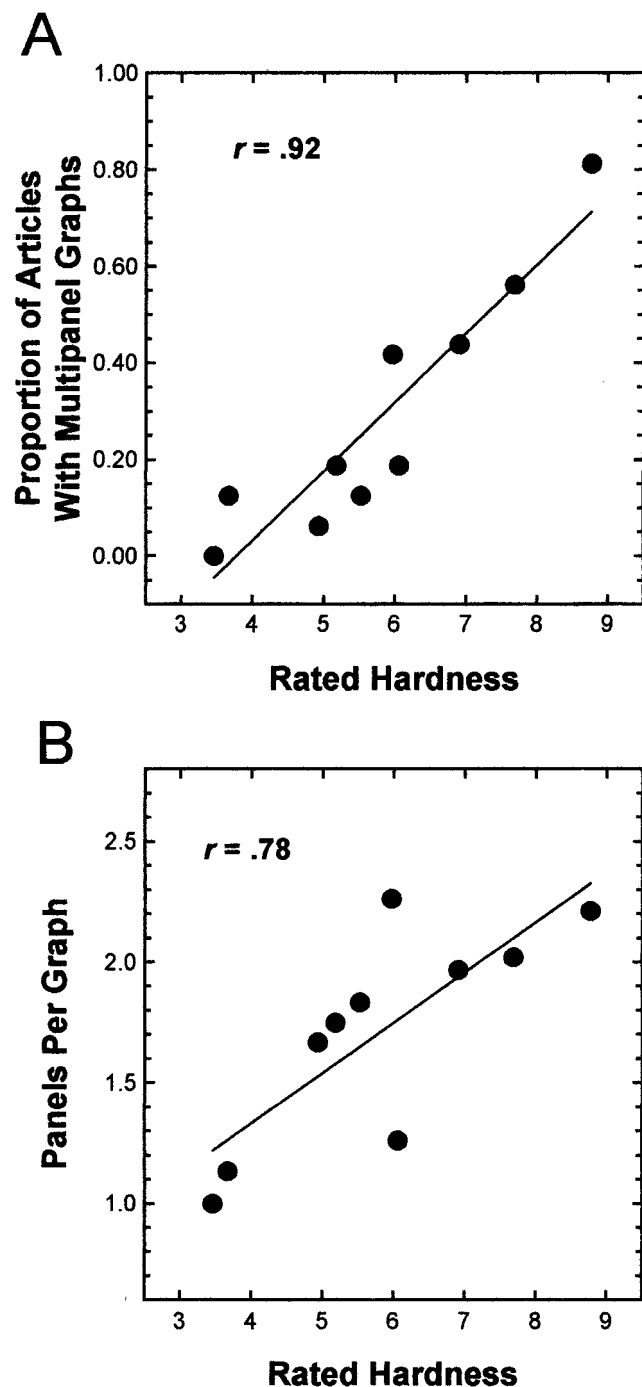 A
1.00
0.80
0.60
0.40
0.20
0.00
r = .92
Proportion of Articles
With Multipanel Graphs
3 4 5 6 7 8 9
Rated Hardness
B
2.5
2.0
1.5
1.0
r = .78
Panels Per Graph
3 4 5 6 7 8 9
Rated Hardness